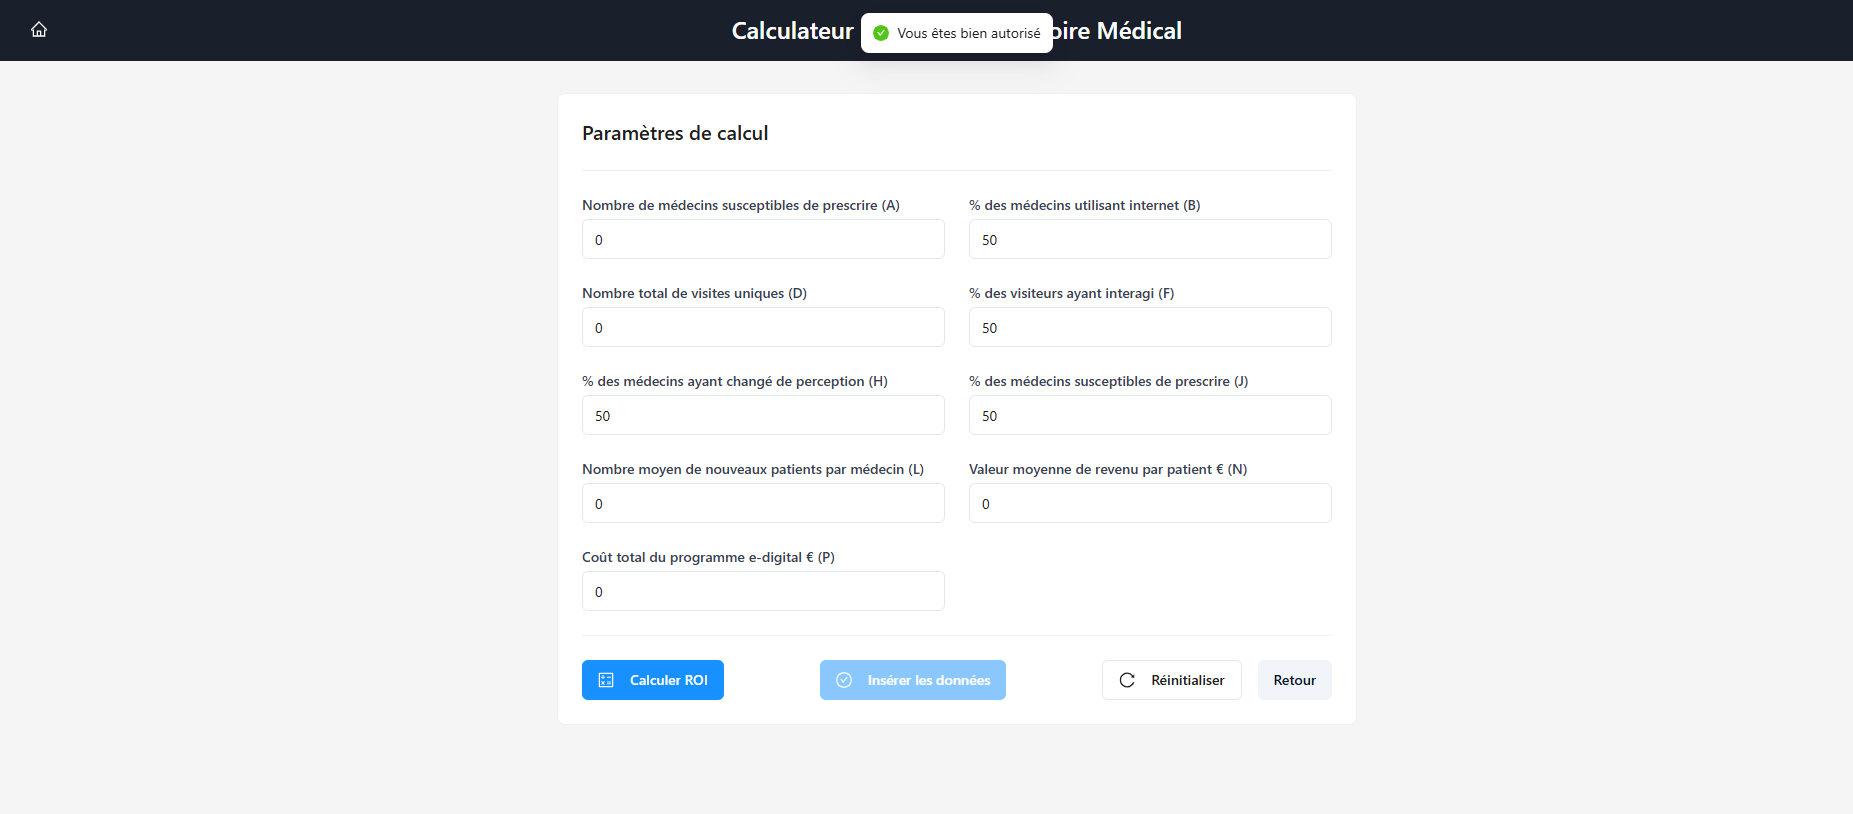 Calculateur
Vous êtes bien autorisé
oire Médical
Paramètres de calcul
Nombre de médecins susceptibles de prescrire (A)
% des médecins utilisant internet (B)
0
50
Nombre total de visites uniques (D)
% des visiteurs ayant interagi (F)
0
50
% des médecins ayant changé de perception (H)
% des médecins susceptibles de prescrire (J)
50
50
Nombre moyen de nouveaux patients par médecin (L)
Valeur moyenne de revenu par patient € (N)
0
0
Coût total du programme e-digital € (P)
0
Calculer ROI
Insérer les données
Réinitialiser
Retour